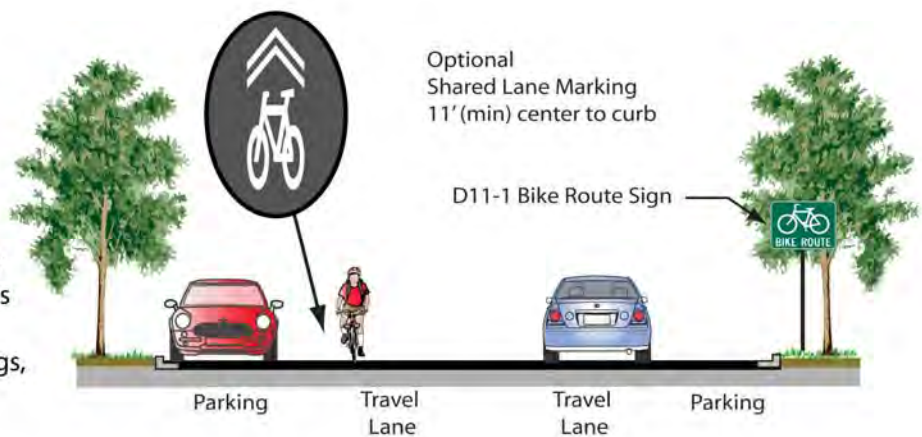 Optional
Shared Lane Marking
11'(min) center to curb
D11-1 Bike Route Sign
BIKE ROUTE
gs,
Parking
Travel
Lane
Travel
Lane
Parking